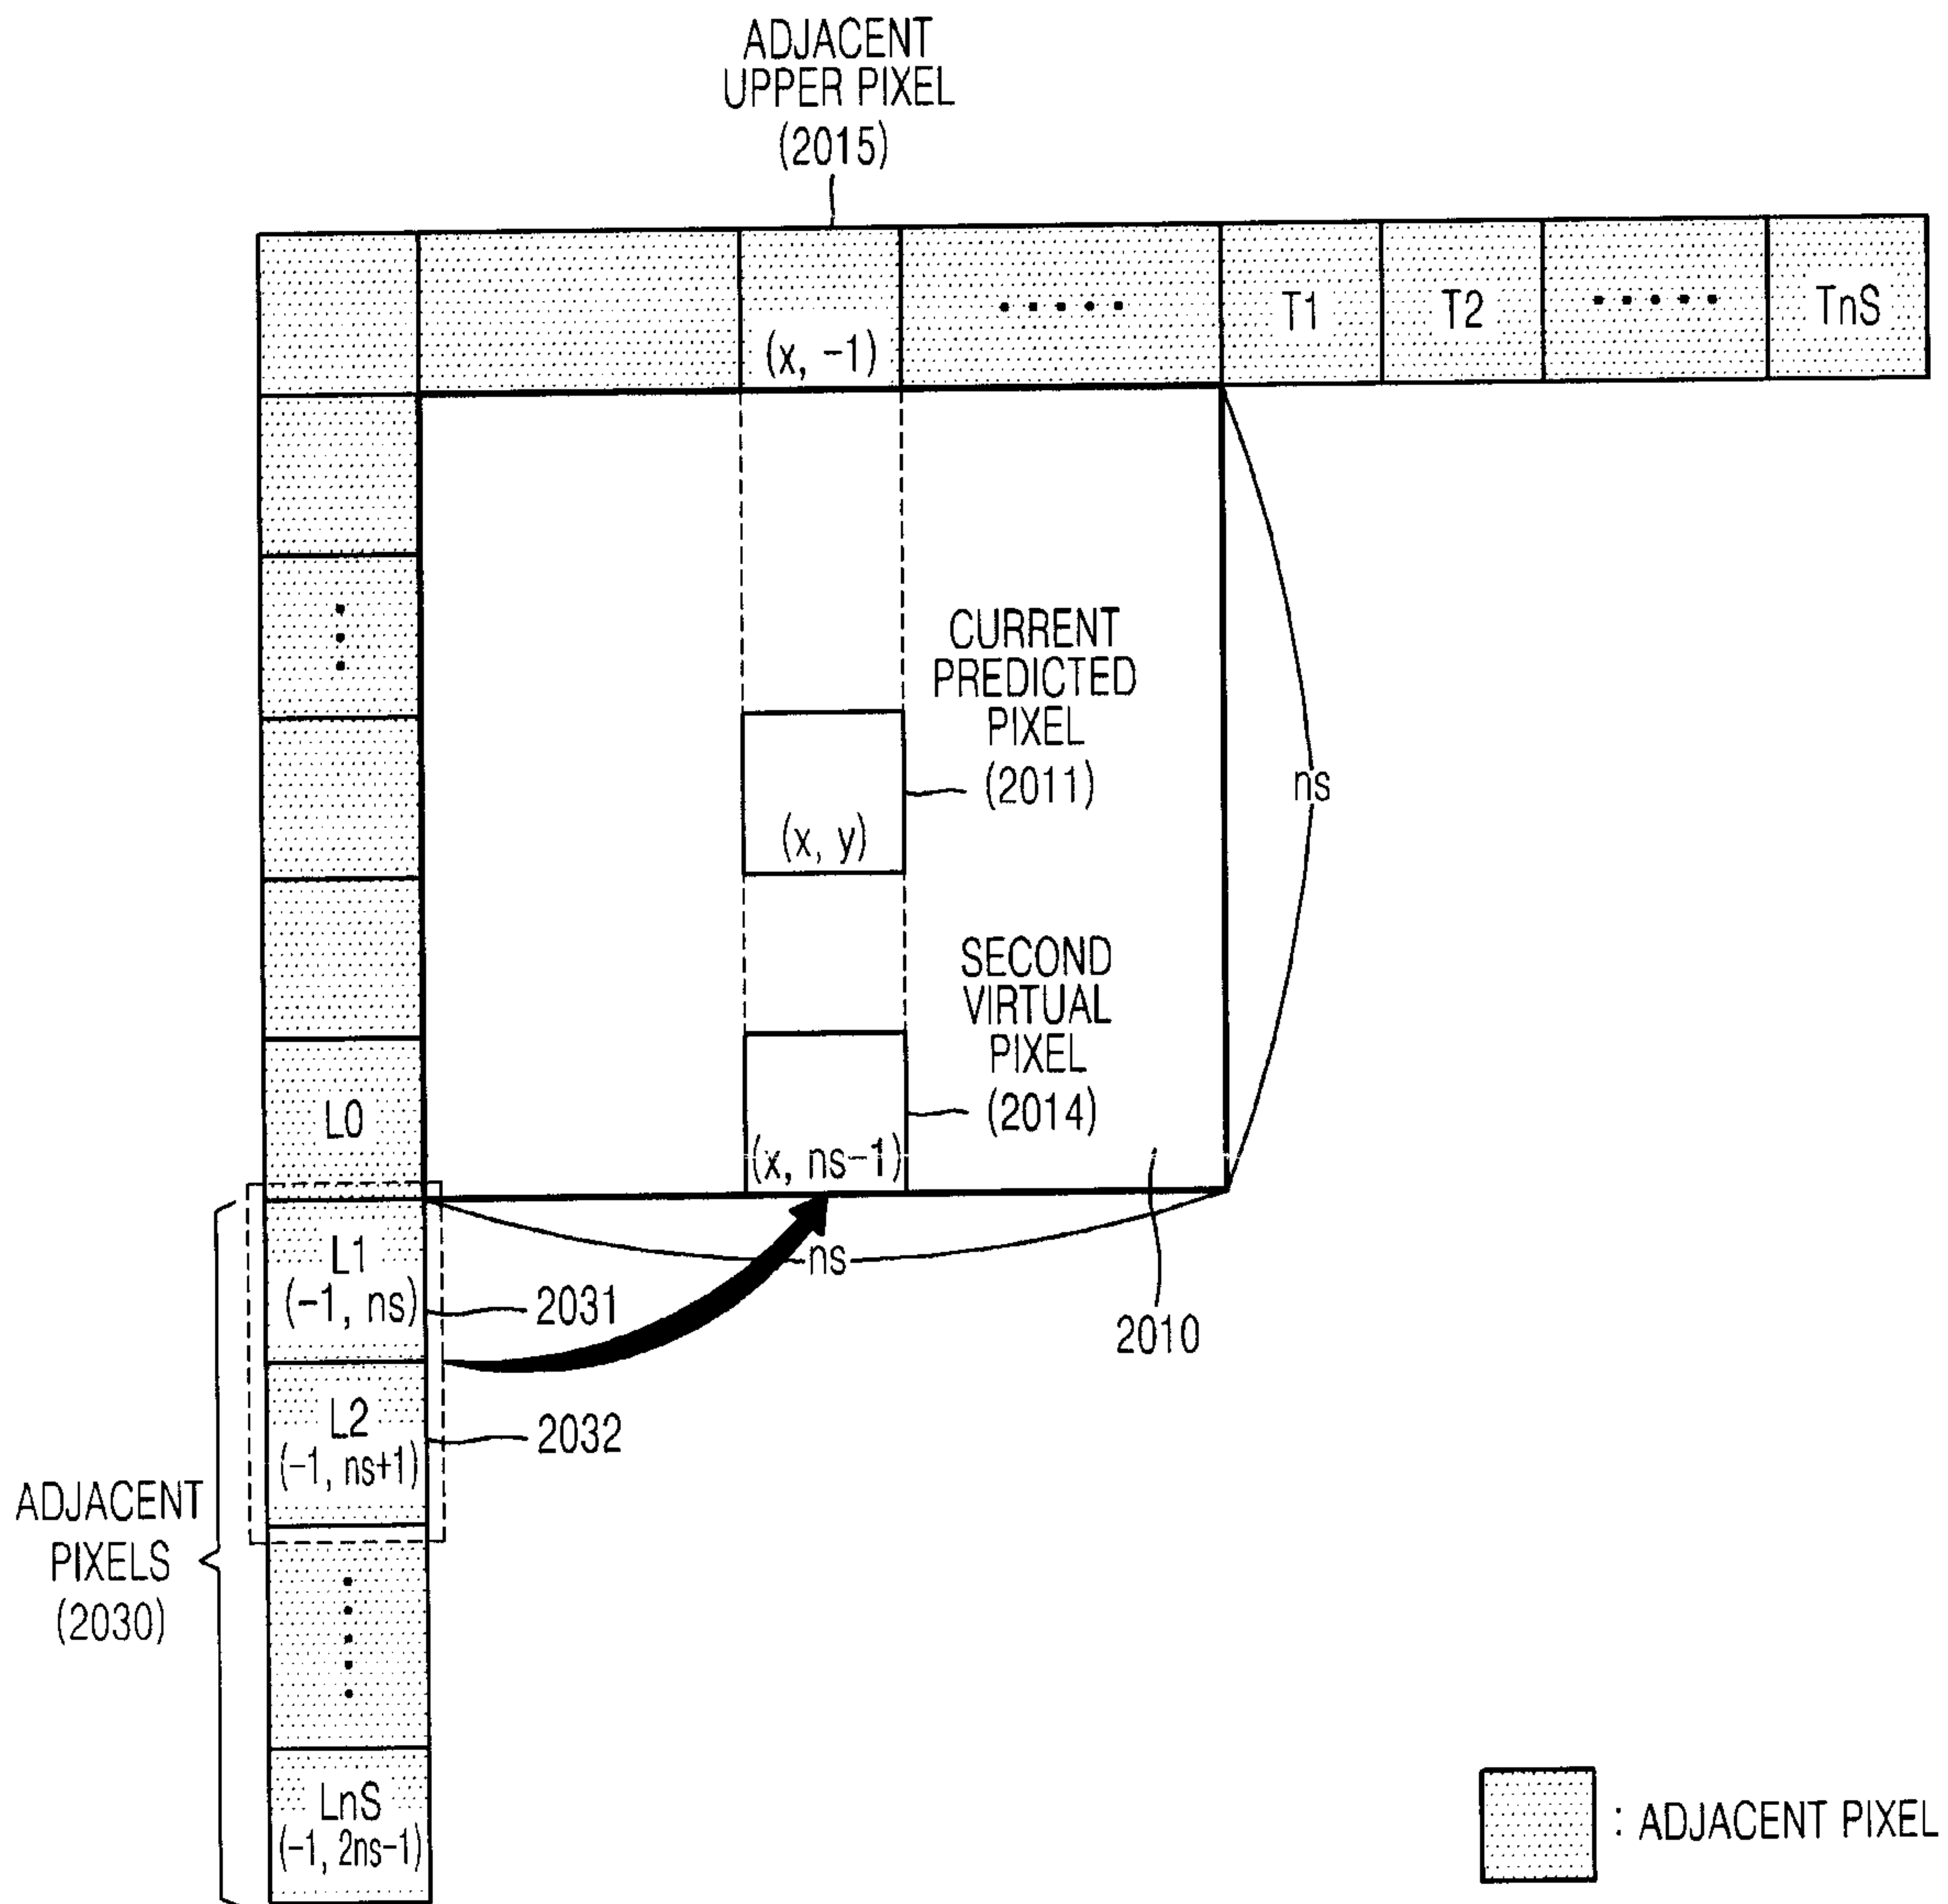 ADJACENT
UPPER PIXEL
(2015)
(x, -1)
T1
T2
TnS
CURRENT
PREDICTED
PIXEL
(2011)
(x, y)
ns
SECOND
VIRTUAL
PIXEL
(2014)
(x, ns-1)
L0
ns
2010
L1
(-1, ns)
2031
L2
(-1, ns+1)
2032
ADJACENT
PIXELS
(2030)
LnS
(-1, 2ns-1)
: ADJACENT PIXEL